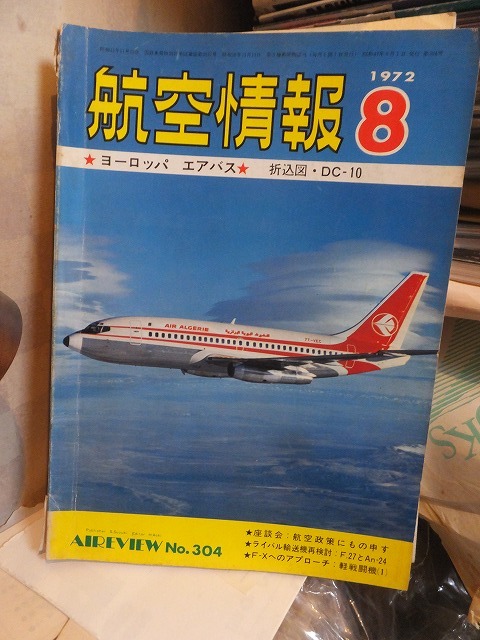 1972
航空情報
8
★ヨーロッパ エアバス★ 折込図・DC-10
AIR ALGERIE
7T-VEC
AIREVIEW No.304
★座談会：航空政策にもの申す
★ライバル輸送機再検討：F.27とAn-24
★F-Xへのアプローチ：軽戦闘機(1)